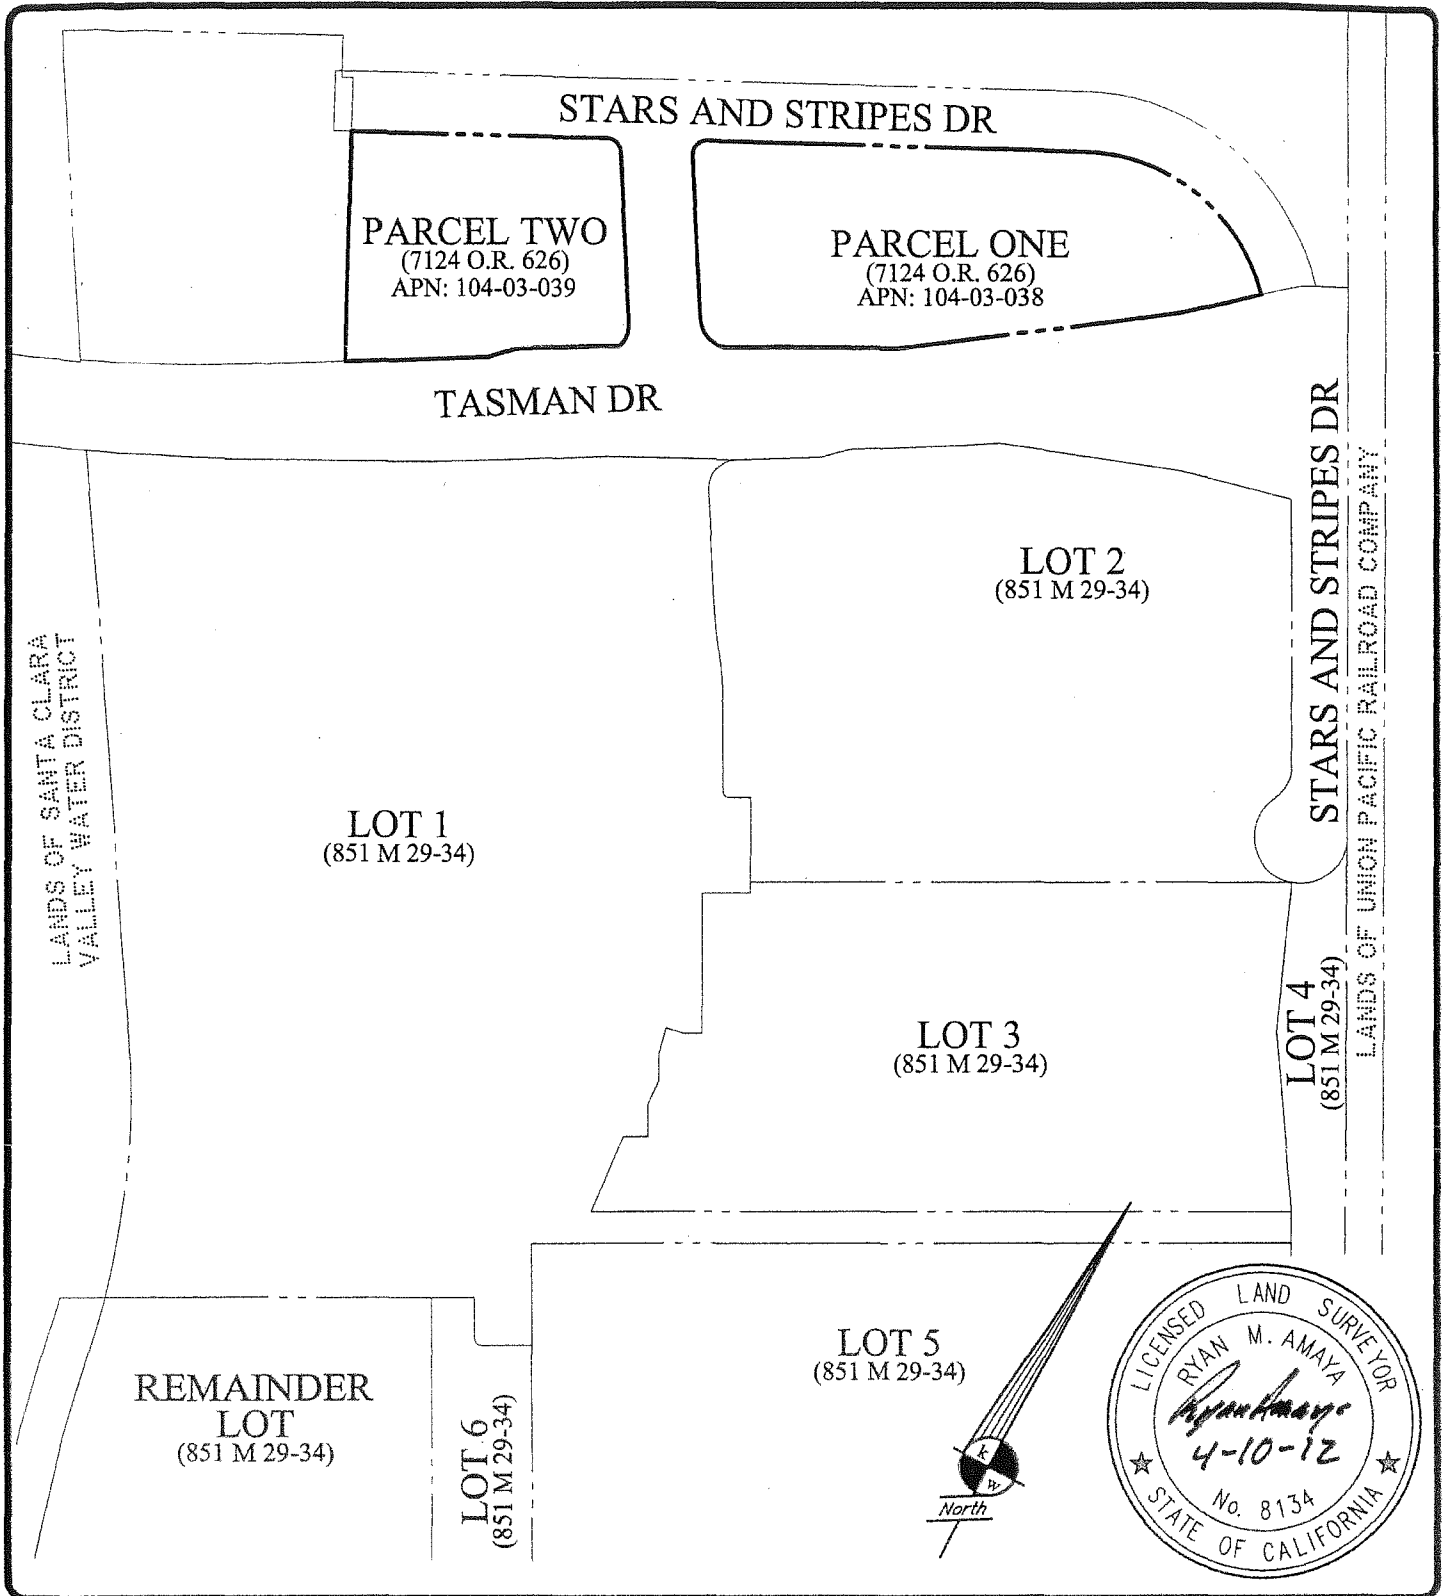 STARS AND STRIPES DR
PARCEL TWO
(7124 O.R. 626)
APN: 104-03-039
PARCEL ONE
(7124 O.R. 626)
APN: 104-03-038
TASMAN DR
STARS AND STRIPES DR
LANDS OF UNION PACIFIC RAILROAD COMPANY
LOT 2
(851 M 29-34)
LANDS OF SANTA CLARA
VALLEY WATER DISTRICT
LOT 1
(851 M 29-34)
LOT 3
(851 M 29-34)
LOT 4
(851 M 29-34)
LOT 5
(851 M 29-34)
REMAINDER
LOT
(851 M 29-34)
LOT 6
(851 M 29-34)
K
W
North
LICENSED LAND SURVEYOR
RYAN M. AMAYA
Ryan Amaya
4-10-12
No. 8134
STATE OF CALIFORNIA